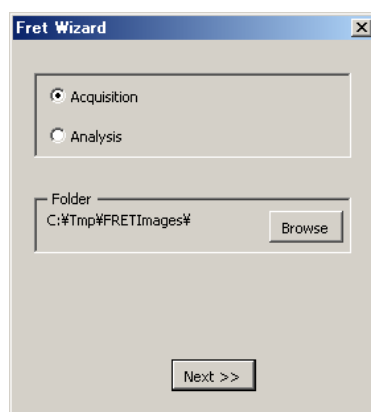 Fret Wizard
Acquisition
Analysis
Folder
C:¥Tmp¥FRETImages¥
Browse
Next >>